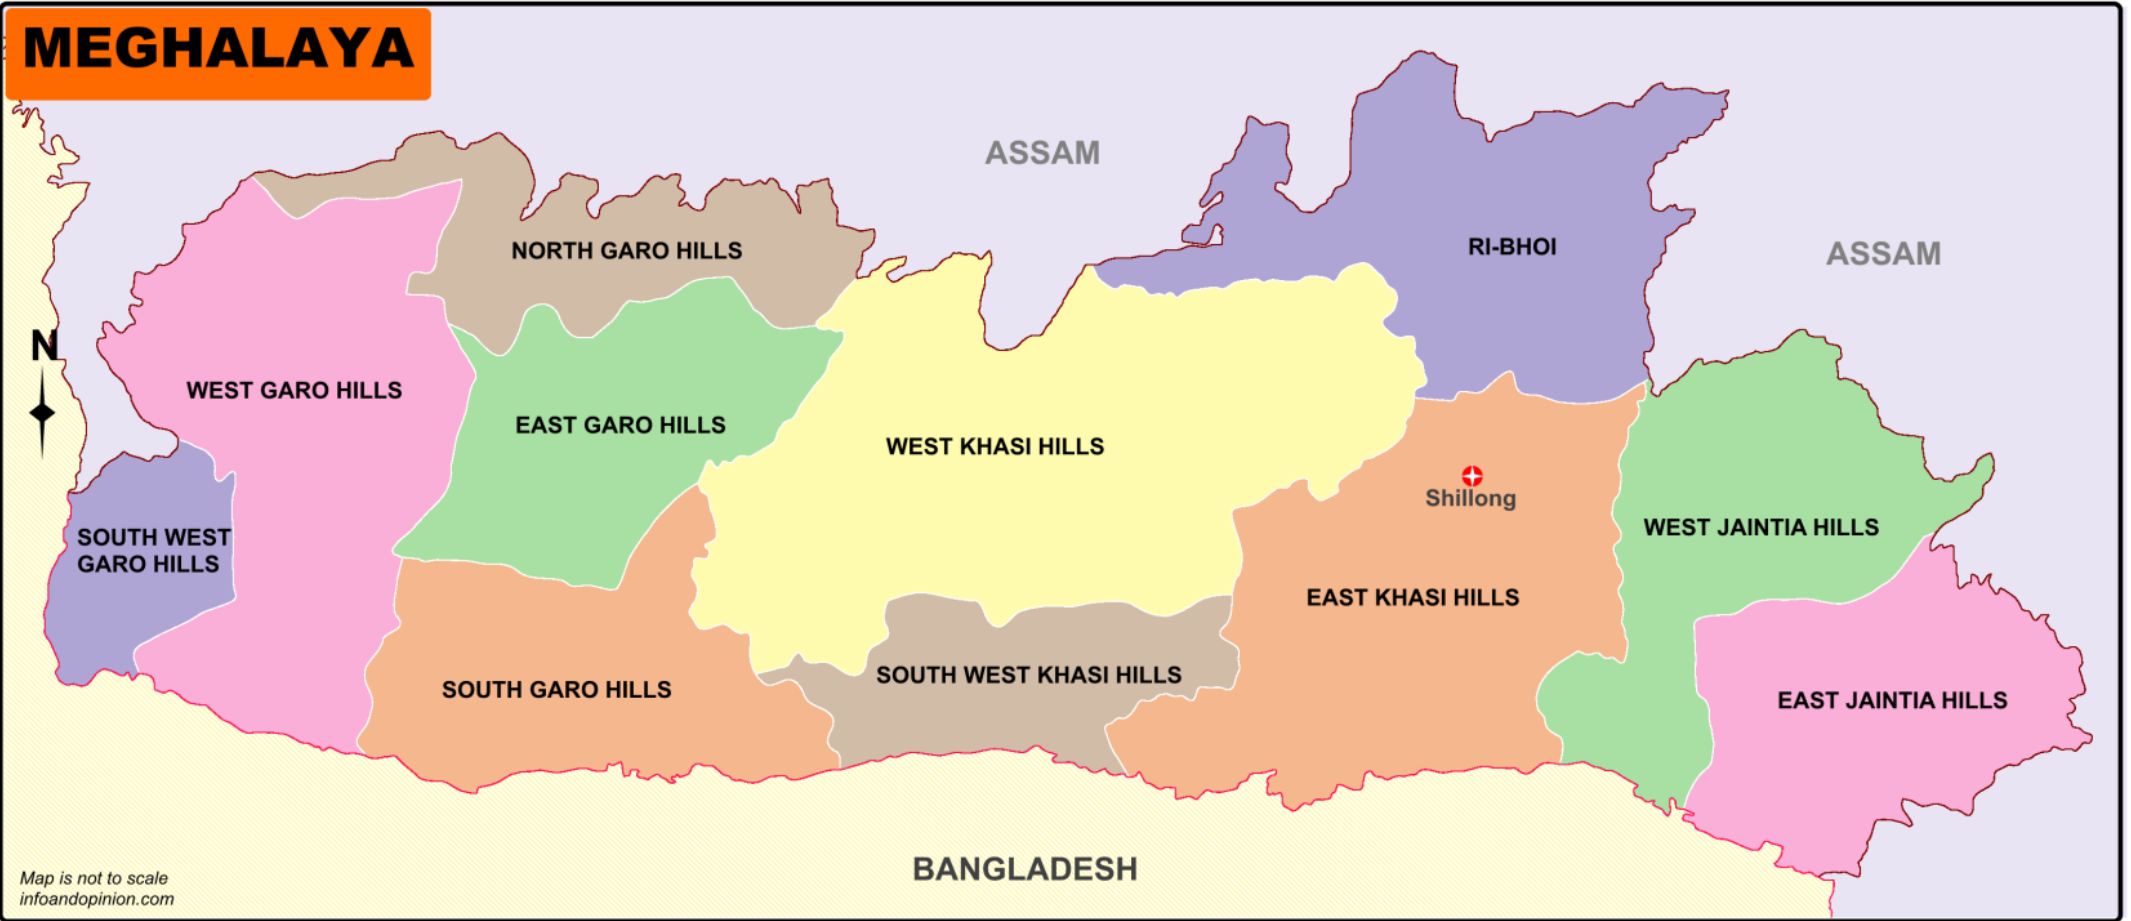 MEGHALAYA
ASSAM
NORTH GARO HILLS
RI-BHOI
ASSAM
N
WEST GARO HILLS
EAST GARO HILLS
WEST KHASI HILLS
Shillong
SOUTH WEST
GARO HILLS
WEST JAINTIA HILLS
EAST KHASI HILLS
SOUTH GARO HILLS
SOUTH WEST KHASI HILLS
EAST JAINTIA HILLS
BANGLADESH
Map is not to scale
infoandopinion.com